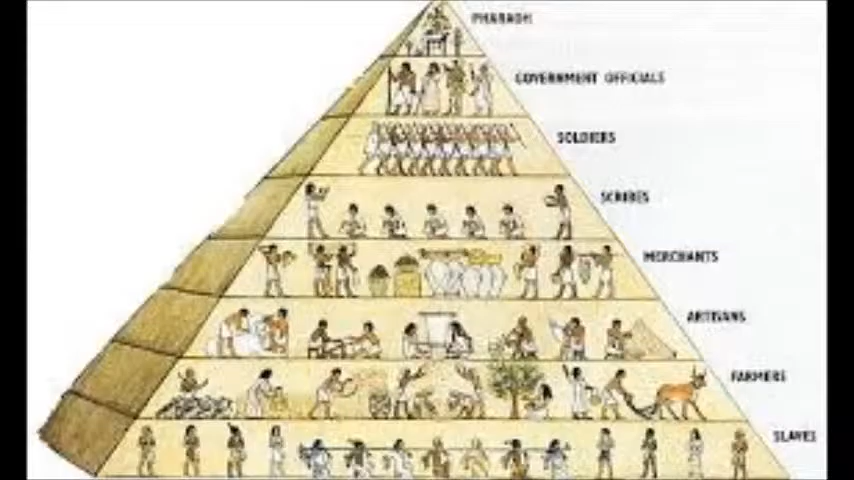 PHARAOH
GOVERNMENT OFFICIALS
SOLDIERS
SCRIBES
MERCHANTS
ARTISANS
FARMERS
SLAVES